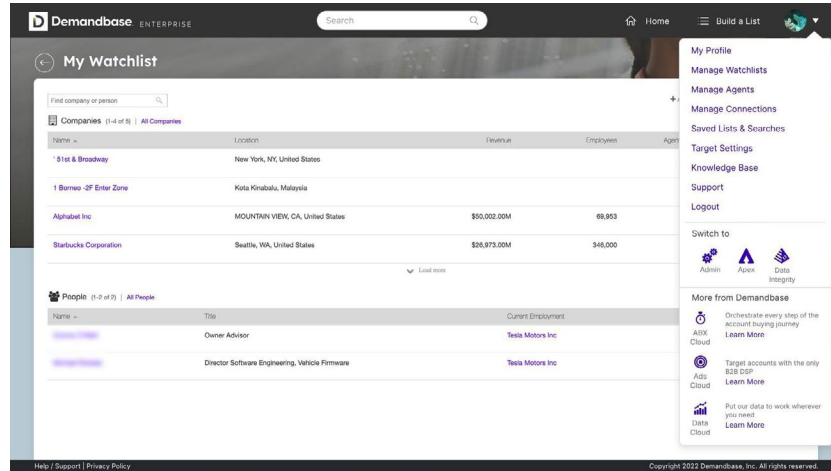 Demandbase. ENTERPRISE
Search
Home
Build a List
My Watchlist
Find company or person
Companies (1-4 of 5) | All Companies
Name Location Revenue Employees Agen
' 51st & Broadway New York, NY, United States
1 Borneo -2F Enter Zone Kota Kinabalu, Malaysia
Alphabet Inc MOUNTAIN VIEW, CA, United States $50,002.00M 69,953
Starbucks Corporation Seattle, WA, United States $26,973.00M 346,000
Load more
People (1-2 of 2) | All People
Name Title Current Employment
Owner Advisor Tesla Motors Inc
Director Software Engineering, Vehicle Firmware Tesla Motors Inc
My Profile
Manage Watchlists
Manage Agents
Manage Connections
Saved Lists & Searches
Target Settings
Knowledge Base
Support
Logout
Switch to
Admin Apex Data
Integrity
More from Demandbase
ABX
Cloud
Orchestrate every step of the
account buying journey
Learn More
Ads
Cloud
Target accounts with the only
B2B DSP
Learn More
Data
Cloud
Put our data to work wherever
you need
Learn More
Help / Support | Privacy Policy
Copyright 2022 Demandbase, Inc. All rights reserved.